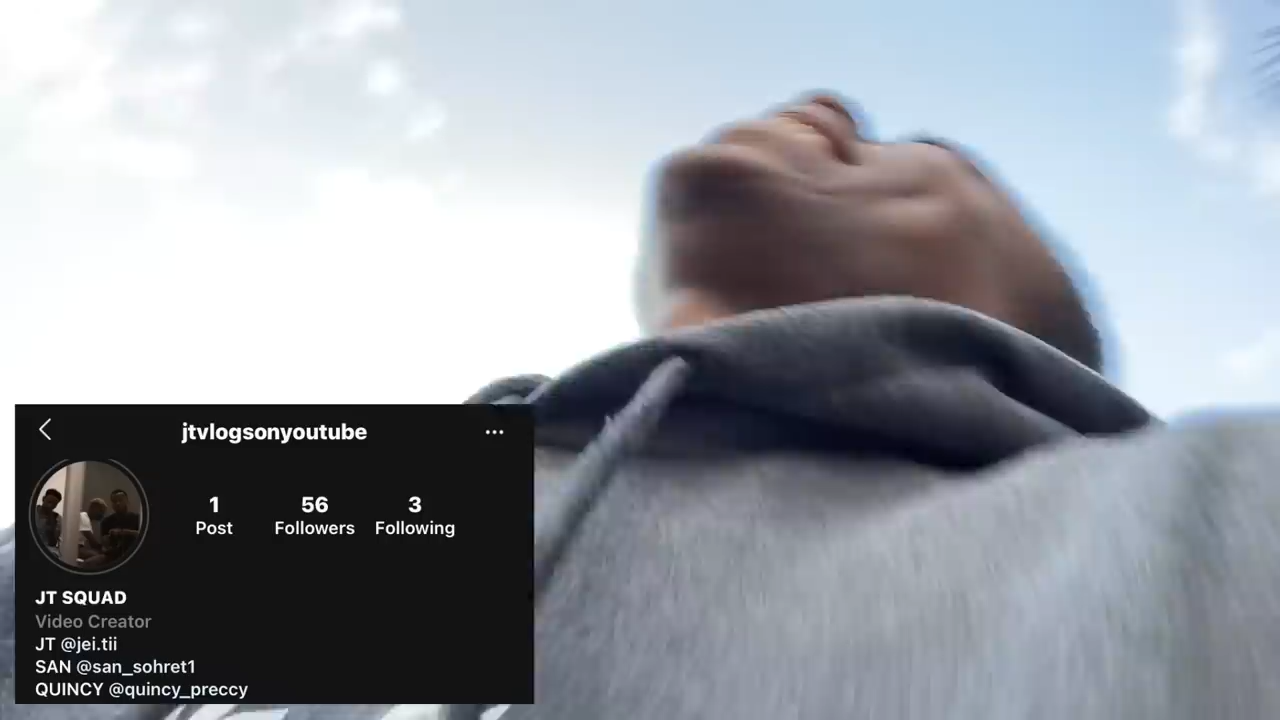 jtvlogsonyoutube
1 56 3
Post Followers Following
JT SQUAD
Video Creator
JT @jei.tii
SAN @san_sohret1
QUINCY @quincy_preccy